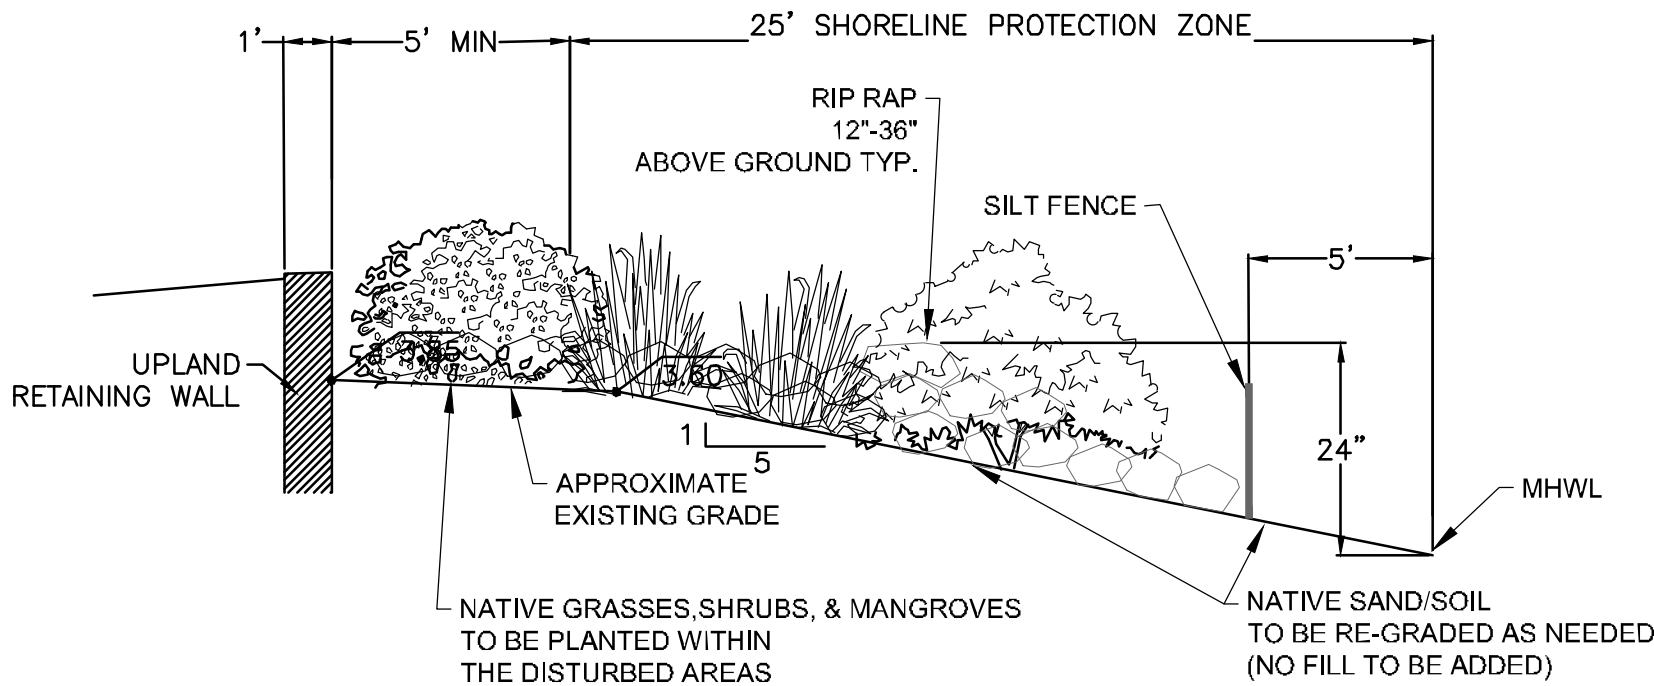 1'
5' MIN
25' SHORELINE PROTECTION ZONE
RIP RAP
12"-36"
ABOVE GROUND TYP.
SILT FENCE
5'
UPLAND
RETAINING WALL
3.60
1
5
24"
MHWL
APPROXIMATE
EXISTING GRADE
NATIVE GRASSES,SHRUBS, & MANGROVES
TO BE PLANTED WITHIN
THE DISTURBED AREAS
NATIVE SAND/SOIL
TO BE RE-GRADED AS NEEDED
(NO FILL TO BE ADDED)